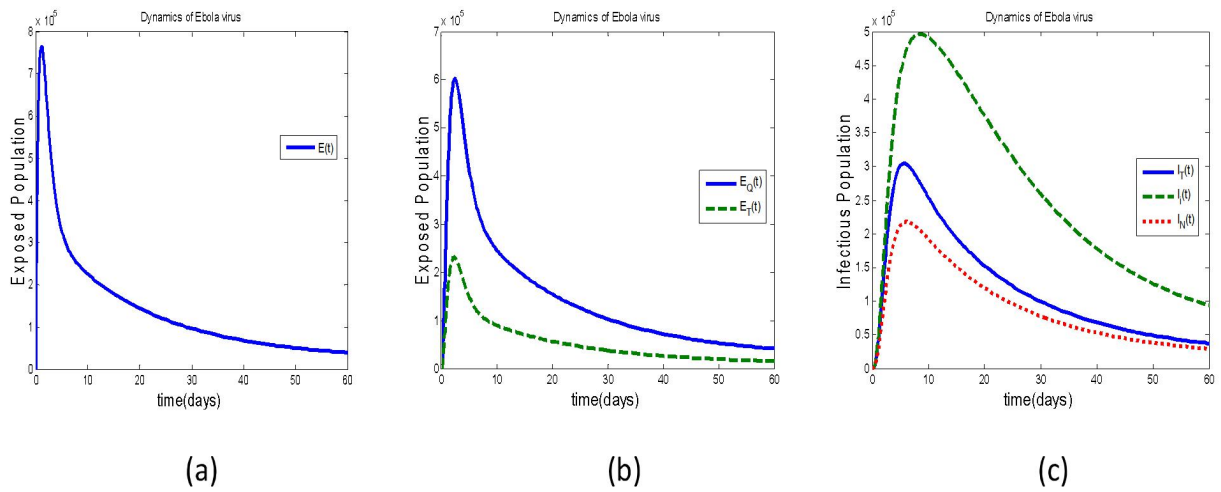 Dynamics of Ebola virus
x 10^5
8
7
6
5
4
3
2
1
0
Exposed Population
E(t)
0 10 20 30 40 50 60
time(days)
(a)
Dynamics of Ebola virus
x 10^5
7
6
5
4
3
2
1
0
Exposed Population
E_Q(t)
E_T(t)
0 10 20 30 40 50 60
time(days)
(b)
Dynamics of Ebola virus
x 10^5
5
4.5
4
3.5
3
2.5
2
1.5
1
0.5
0
Infectious Population
I_T(t)
I_I(t)
I_N(t)
0 10 20 30 40 50 60
time(days)
(c)